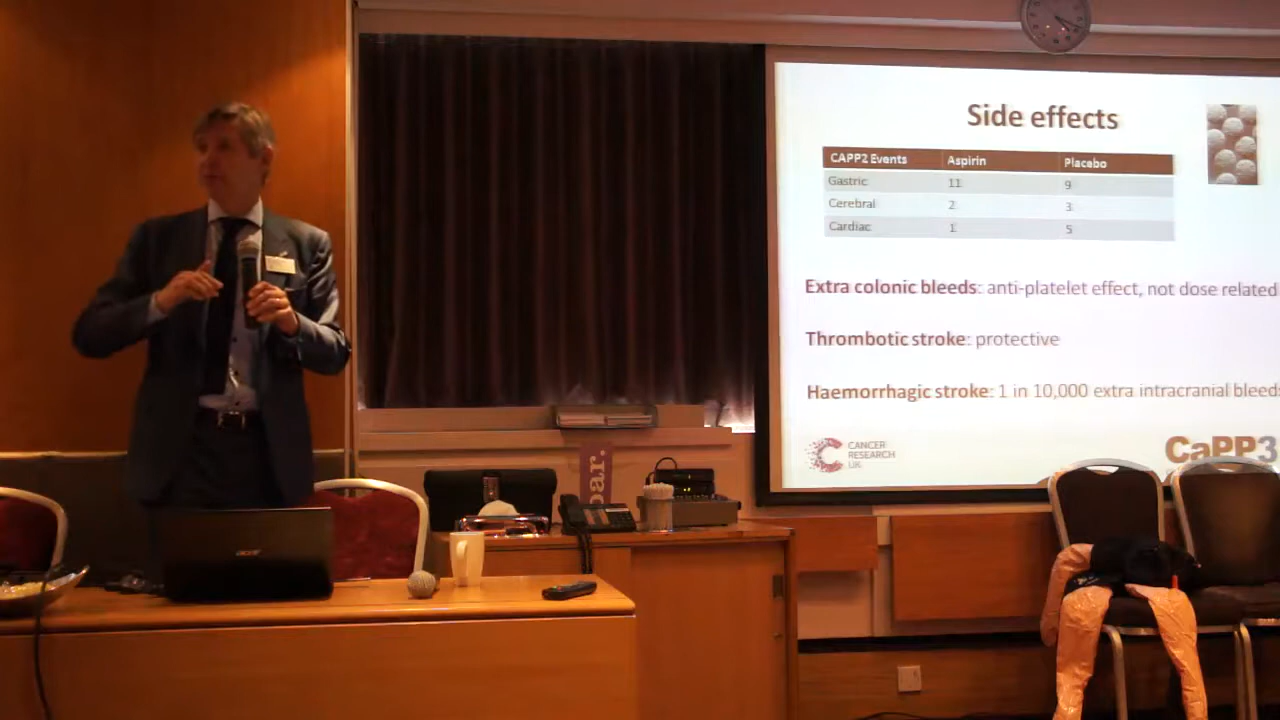 Side effects
CAPP2 Events Aspirin Placebo
Gastric 11 9
Cerebral 2 3
Cardiac 1 5
Extra colonic bleeds: anti-platelet effect, not dose related
Thrombotic stroke: protective
Haemorrhagic stroke: 1 in 10,000 extra intracranial bleeds
CANCER
RESEARCH
UK
CaPP3
bar.
acer